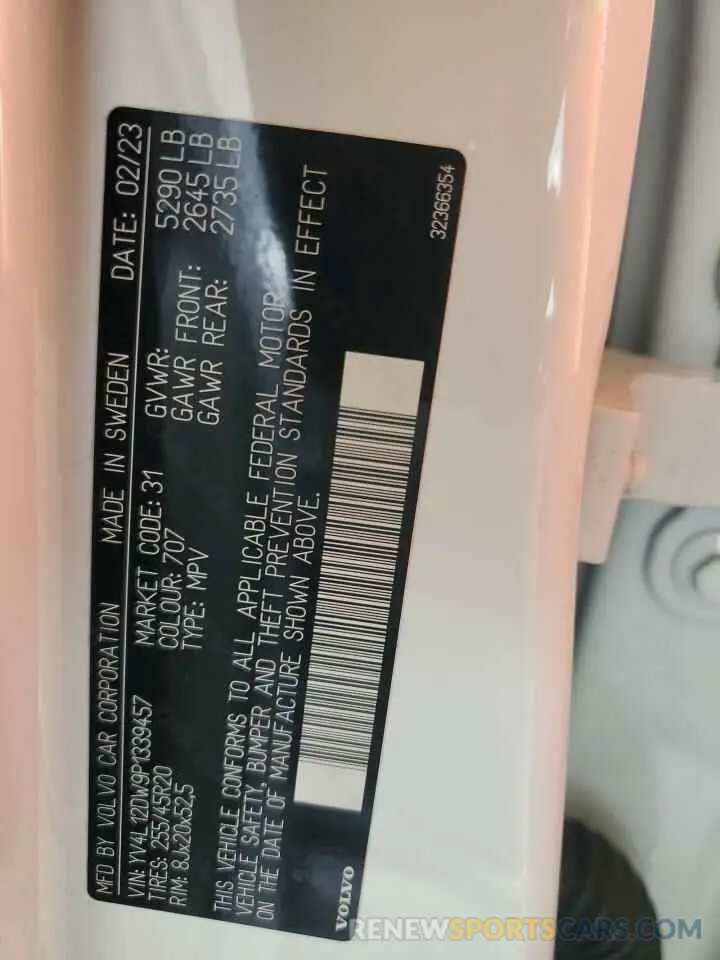 MFD BY VOLVO CAR CORPORATION MADE IN SWEDEN DATE: 02/23
VIN: YV4L12DW9P1339457 MARKET CODE: 31 GVWR: 5290 LB
TIRES: 255/45R20 COLOUR: 707 GAWR FRONT: 2645 LB
RIM: 8Jx20x52,5 TYPE: MPV GAWR REAR: 2735 LB
THIS VEHICLE CONFORMS TO ALL APPLICABLE FEDERAL MOTOR
VEHICLE SAFETY, BUMPER AND THEFT PREVENTION STANDARDS IN EFFECT
ON THE DATE OF MANUFACTURE SHOWN ABOVE.
VOLVO 32366354
RENEWSPORTSCARS.COM